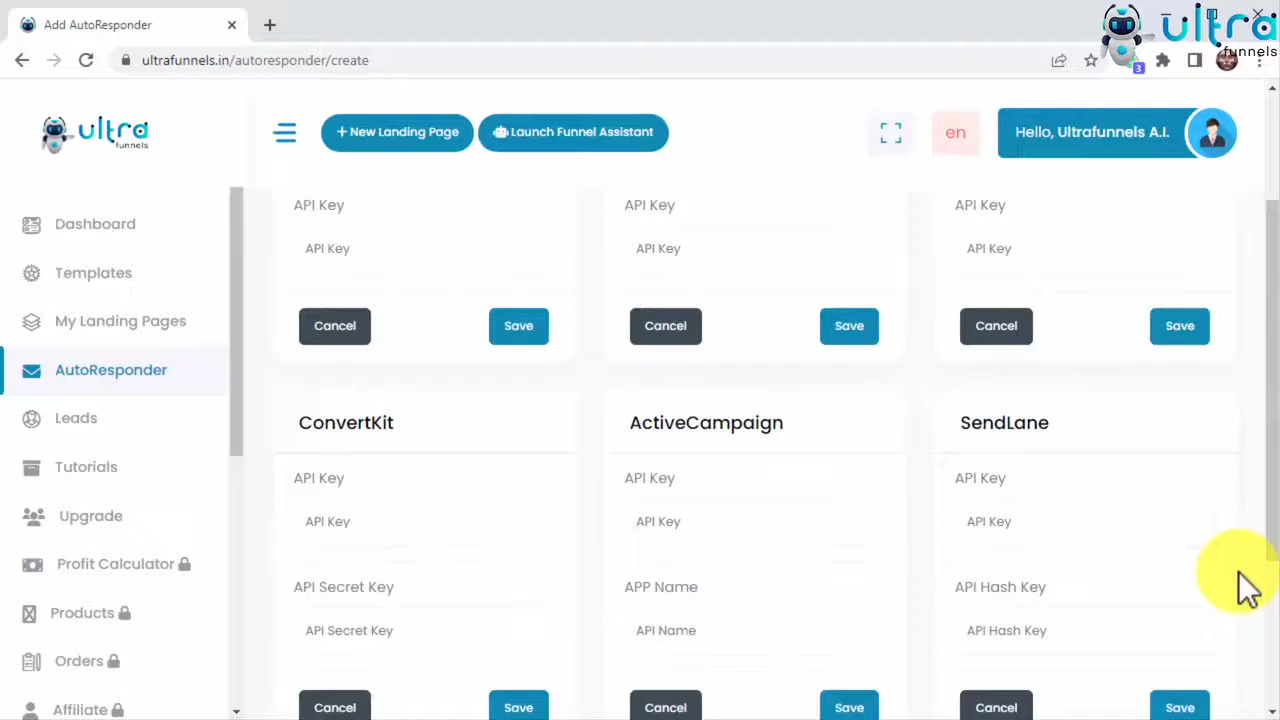 Add AutoResponder
ultra
funnels
ultrafunnels.in/autoresponder/create
3
ultra
funnels
+ New Landing Page
Launch Funnel Assistant
en
Hello, Ultrafunnels A.I.
Dashboard
Templates
My Landing Pages
AutoResponder
Leads
Tutorials
Upgrade
Profit Calculator
Products
Orders
Affiliate
API Key API Key API Key
API Key API Key API Key
Cancel Save Cancel Save Cancel Save
ConvertKit ActiveCampaign SendLane
API Key API Key API Key
API Key API Key API Key
API Secret Key APP Name API Hash Key
API Secret Key API Name API Hash Key
Cancel Save Cancel Save Cancel Save